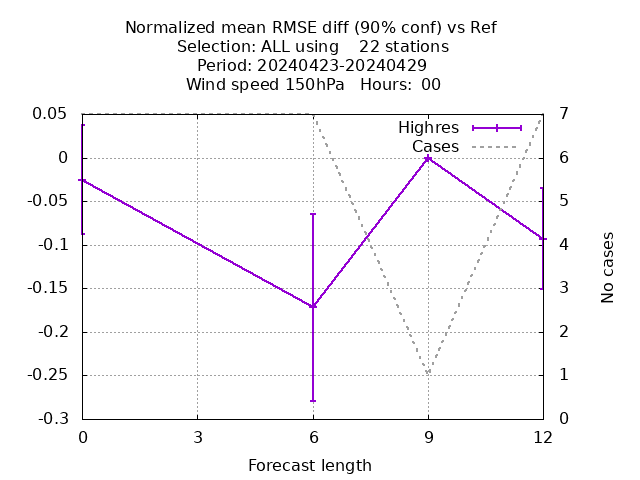 Normalized mean RMSE diff (90% conf) vs Ref
Selection: ALL using    22 stations
Period: 20240423-20240429
Wind speed 150hPa   Hours:  00
Highres
Cases
0.05
0
-0.05
-0.1
-0.15
-0.2
-0.25
-0.3
7
6
5
4
3
2
1
0
No cases
0
3
6
9
12
Forecast length